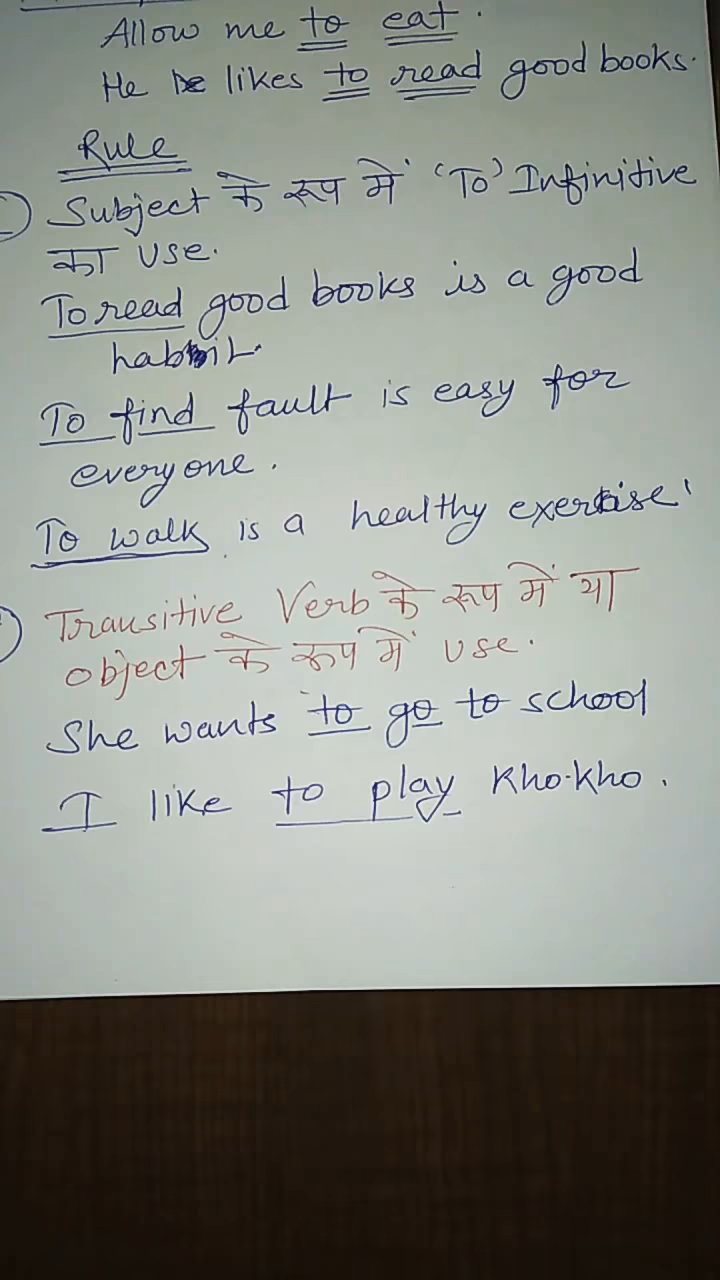 Allow me to eat.
He likes to read good books.
Rule
Subject के रूप में 'To' Infinitive
का use.
To read good books is a good
habit.
To find fault is easy for
everyone.
To walk is a healthy exercise.
Transitive Verb के रूप में या
object के रूप में use.
She wants to go to school
I like to play Kho-kho.